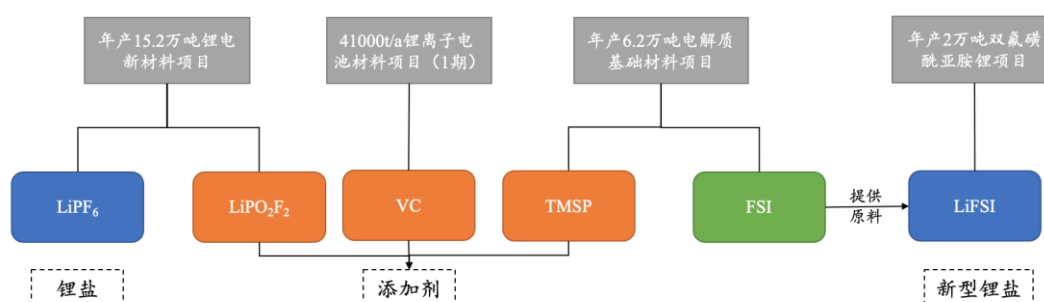 年产15.2万吨锂电
新材料项目
41000t/a锂离子电
池材料项目（1期）
年产6.2万吨电解质
基础材料项目
年产2万吨双氟磺
酰亚胺锂项目
LiPF₆
LiPO₂F₂
VC
TMSP
FSI
提供
原料
LiFSI
锂盐
添加剂
新型锂盐